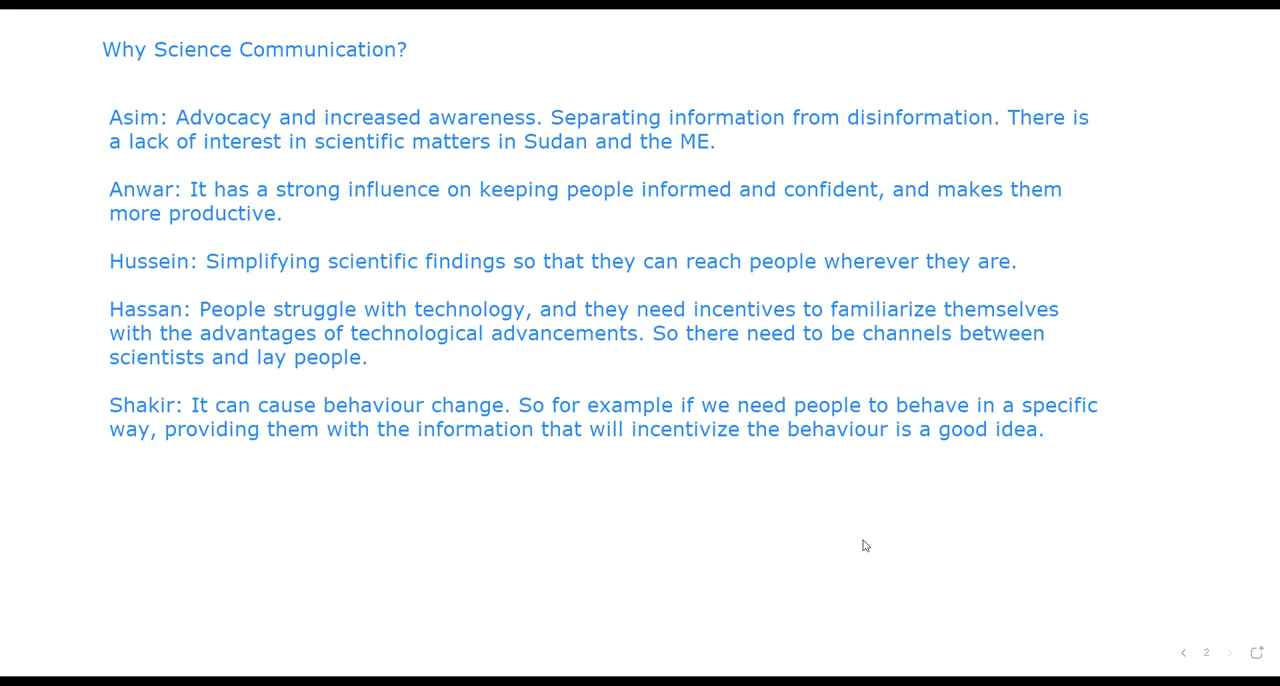 Why Science Communication?
Asim: Advocacy and increased awareness. Separating information from disinformation. There is
a lack of interest in scientific matters in Sudan and the ME.
Anwar: It has a strong influence on keeping people informed and confident, and makes them
more productive.
Hussein: Simplifying scientific findings so that they can reach people wherever they are.
Hassan: People struggle with technology, and they need incentives to familiarize themselves
with the advantages of technological advancements. So there need to be channels between
scientists and lay people.
Shakir: It can cause behaviour change. So for example if we need people to behave in a specific
way, providing them with the information that will incentivize the behaviour is a good idea.
2